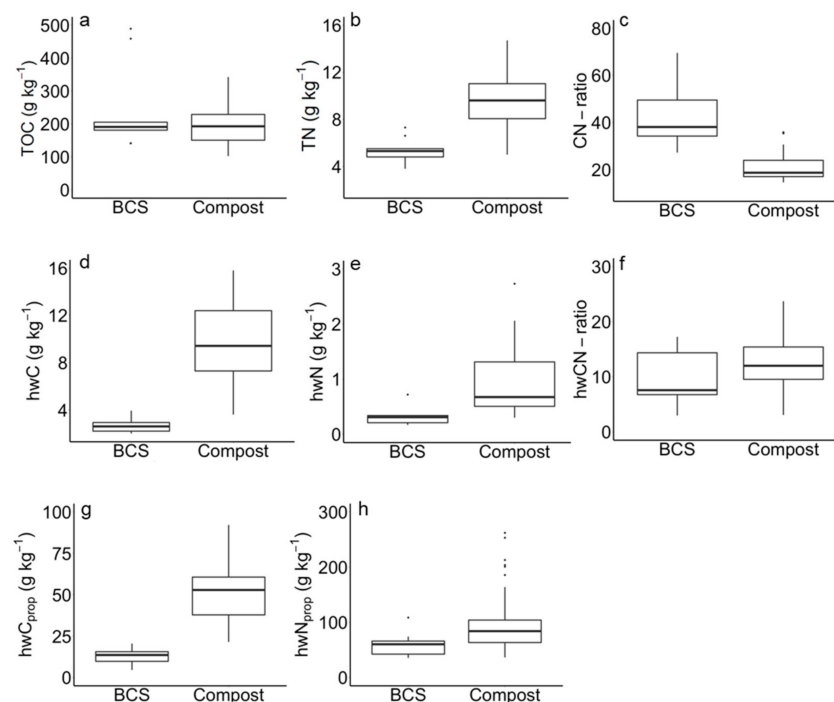 a
TOC (g kg⁻¹)
500
400
300
200
100
0
BCS Compost
b
TN (g kg⁻¹)
16
12
8
4
BCS Compost
c
CN – ratio
80
60
40
20
BCS Compost
d
hwC (g kg⁻¹)
16
12
8
4
BCS Compost
e
hwN (g kg⁻¹)
3
2
1
0
BCS Compost
f
hwCN – ratio
30
20
10
0
BCS Compost
g
hwCprop (g kg⁻¹)
100
75
50
25
0
BCS Compost
h
hwNprop (g kg⁻¹)
300
200
100
0
BCS Compost